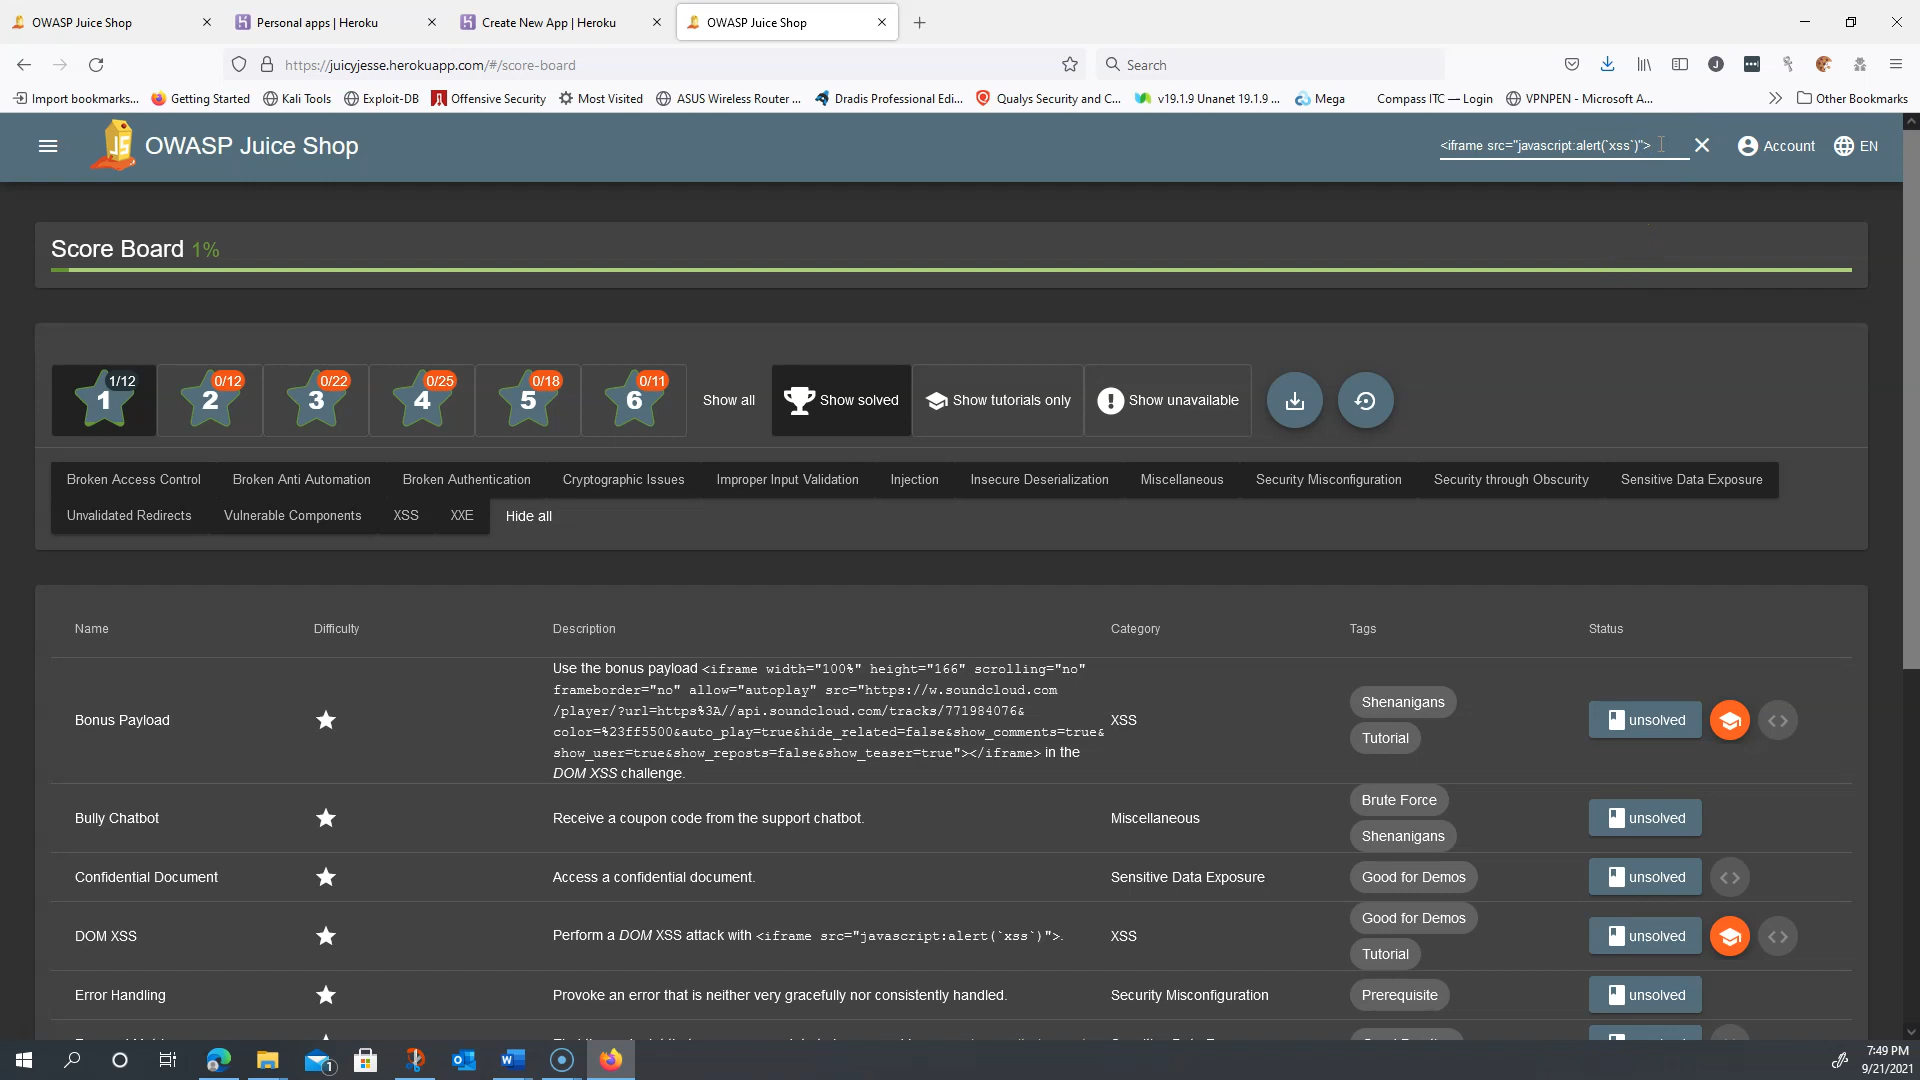 OWASP Juice Shop
Personal apps | Heroku
Create New App | Heroku
OWASP Juice Shop
https://juicyjesse.herokuapp.com/#/score-board
Search
Import bookmarks...
Getting Started
Kali Tools
Exploit-DB
Offensive Security
Most Visited
ASUS Wireless Router ...
Dradis Professional Edi...
Qualys Security and C...
v19.1.9 Unanet 19.1.9 ...
Mega
Compass ITC — Login
VPNPEN - Microsoft A...
Other Bookmarks
OWASP Juice Shop
<iframe src="javascript:alert(`xss`)">
Account
EN
Score Board 1%
1 1/12
2 0/12
3 0/22
4 0/25
5 0/18
6 0/11
Show all
Show solved
Show tutorials only
Show unavailable
Broken Access Control
Broken Anti Automation
Broken Authentication
Cryptographic Issues
Improper Input Validation
Injection
Insecure Deserialization
Miscellaneous
Security Misconfiguration
Security through Obscurity
Sensitive Data Exposure
Unvalidated Redirects
Vulnerable Components
XSS
XXE
Hide all
Name
Difficulty
Description
Category
Tags
Status
Bonus Payload
Use the bonus payload <iframe width="100%" height="166" scrolling="no"
frameborder="no" allow="autoplay" src="https://w.soundcloud.com
/player/?url=https%3A//api.soundcloud.com/tracks/771984076&
color=%23ff5500&auto_play=true&hide_related=false&show_comments=true&
show_user=true&show_reposts=false&show_teaser=true"></iframe> in the
DOM XSS challenge.
XSS
Shenanigans
Tutorial
unsolved
Bully Chatbot
Receive a coupon code from the support chatbot.
Miscellaneous
Brute Force
Shenanigans
unsolved
Confidential Document
Access a confidential document.
Sensitive Data Exposure
Good for Demos
unsolved
DOM XSS
Perform a DOM XSS attack with <iframe src="javascript:alert(`xss`)">.
XSS
Good for Demos
Tutorial
unsolved
Error Handling
Provoke an error that is neither very gracefully nor consistently handled.
Security Misconfiguration
Prerequisite
unsolved
1
7:49 PM
9/21/2021